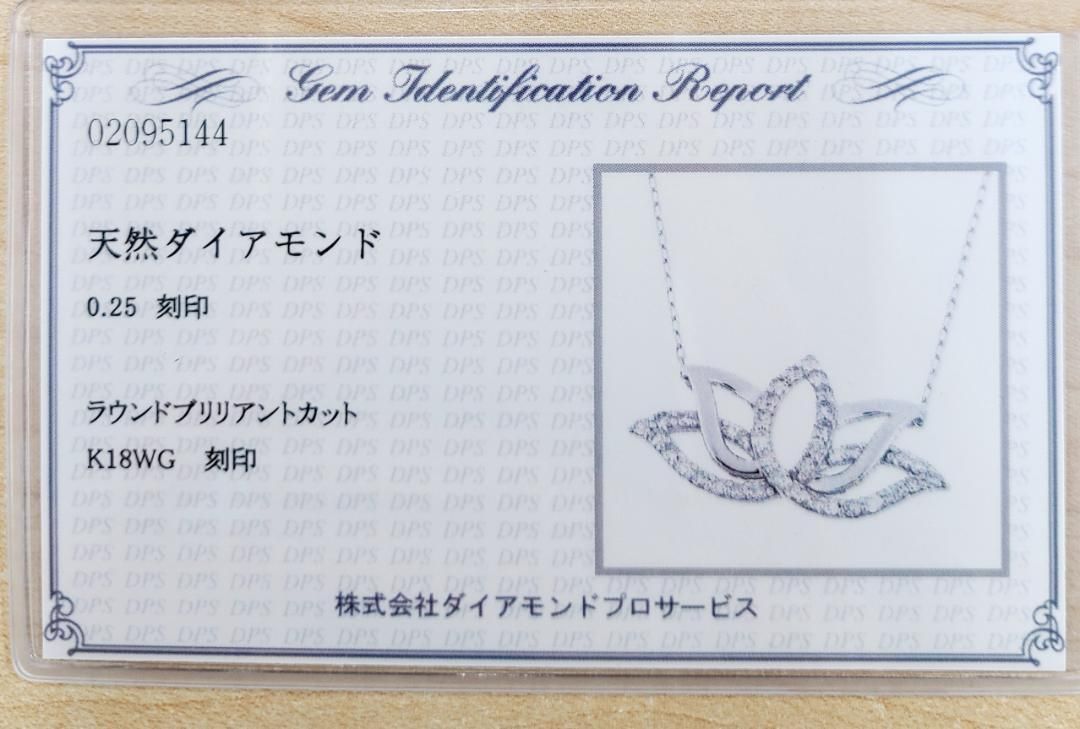 Gem Identification Report
02095144
天然ダイアモンド
0.25 刻印
ラウンドブリリアントカット
K18WG 刻印
株式会社ダイアモンドプロサービス